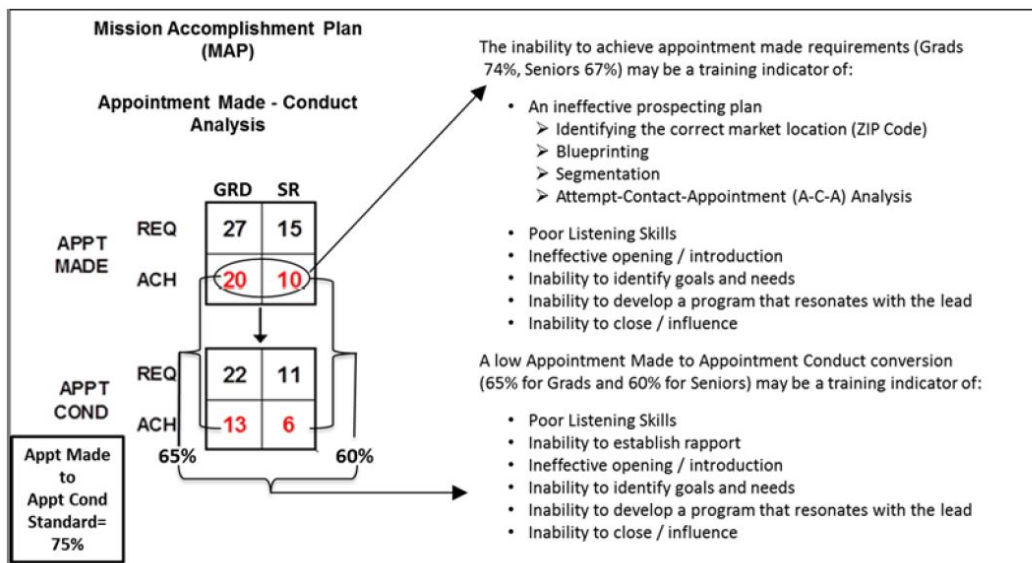 Mission Accomplishment Plan
(MAP)
Appointment Made - Conduct
Analysis
GRD SR
APPT
MADE
REQ 27 15
ACH 20 10
APPT
COND
REQ 22 11
ACH 13 6
65% 60%
Appt Made
to
Appt Cond
Standard=
75%
The inability to achieve appointment made requirements (Grads
74%, Seniors 67%) may be a training indicator of:
• An ineffective prospecting plan
➢ Identifying the correct market location (ZIP Code)
➢ Blueprinting
➢ Segmentation
➢ Attempt-Contact-Appointment (A-C-A) Analysis
• Poor Listening Skills
• Ineffective opening / introduction
• Inability to identify goals and needs
• Inability to develop a program that resonates with the lead
• Inability to close / influence
A low Appointment Made to Appointment Conduct conversion
(65% for Grads and 60% for Seniors) may be a training indicator of:
• Poor Listening Skills
• Inability to establish rapport
• Ineffective opening / introduction
• Inability to identify goals and needs
• Inability to develop a program that resonates with the lead
• Inability to close / influence